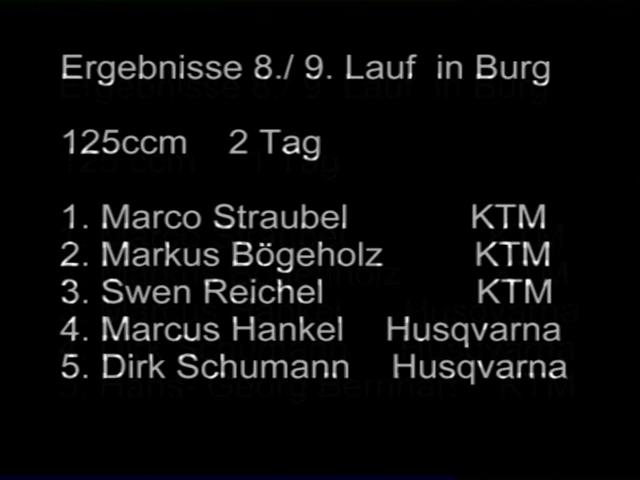 Ergebnisse 8./ 9. Lauf in Burg
125ccm 2 Tag
1. Marco Straubel KTM
2. Markus Bögeholz KTM
3. Swen Reichel KTM
4. Marcus Hankel Husqvarna
5. Dirk Schumann Husqvarna